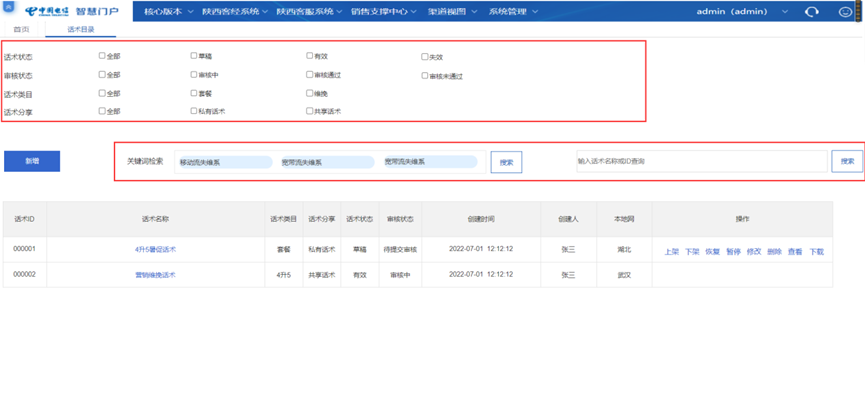 中国电信 智慧门户 核心版本 陕西客经系统 陕西客服系统 销售支撑中心 渠道视图 系统管理 admin (admin)
首页 话术目录
话术状态 全部 草稿 有效 失效
审核状态 全部 审核中 审核通过 审核未通过
话术类目 全部 套餐 维挽
话术分享 全部 私有话术 共享话术
新增 关键词检索 移动流失维系 宽带流失维系 宽带流失维系 搜索 输入话术名称或ID查询 搜索
话术ID 话术名称 话术类目 话术分享 话术状态 审核状态 创建时间 创建人 本地网 操作
000001 4升5暑促话术 套餐 私有话术 草稿 待提交审核 2022-07-01 12:12:12 张三 湖北 上架 下架 恢复 暂停 修改 删除 查看 下载
000002 营销维挽话术 4升5 共享话术 有效 审核中 2022-07-01 12:12:12 张三 武汉